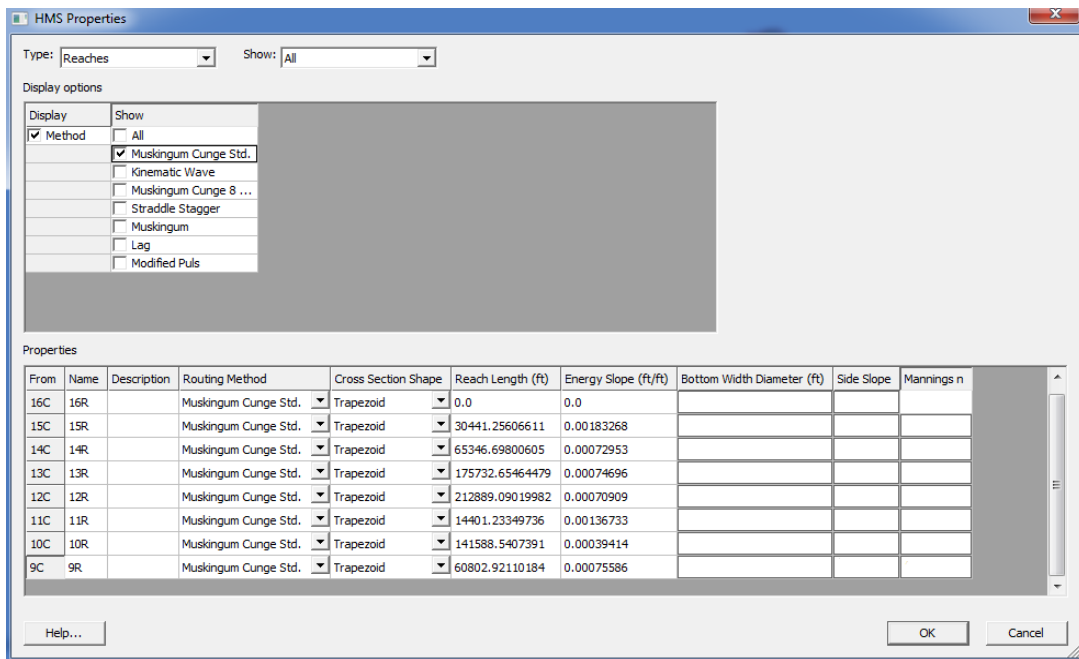 HMS Properties
Type: Reaches Show: All
Display options
Display Show
Method All
Muskingum Cunge Std.
Kinematic Wave
Muskingum Cunge 8 ...
Straddle Stagger
Muskingum
Lag
Modified Puls
Properties
From Name Description Routing Method Cross Section Shape Reach Length (ft) Energy Slope (ft/ft) Bottom Width Diameter (ft) Side Slope Mannings n
16C 16R Muskingum Cunge Std. Trapezoid 0.0 0.0
15C 15R Muskingum Cunge Std. Trapezoid 30441.25606611 0.00183268
14C 14R Muskingum Cunge Std. Trapezoid 65346.69800605 0.00072953
13C 13R Muskingum Cunge Std. Trapezoid 175732.65464479 0.00074696
12C 12R Muskingum Cunge Std. Trapezoid 212889.09019982 0.00070909
11C 11R Muskingum Cunge Std. Trapezoid 14401.23349736 0.00136733
10C 10R Muskingum Cunge Std. Trapezoid 141588.5407391 0.00039414
9C 9R Muskingum Cunge Std. Trapezoid 60802.92110184 0.00075586
Help... OK Cancel